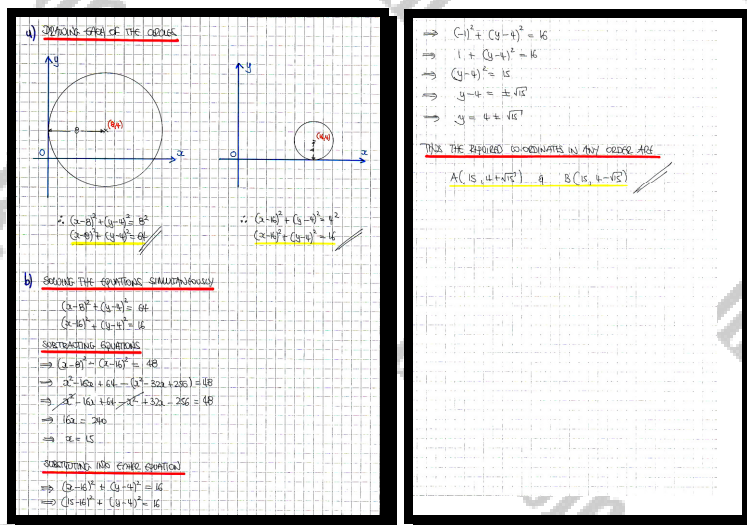 a) DRAWING EACH OF THE CIRCLES
y
8
(8,4)
x
O
y
(16,4)
x
O
∴ (x-8)² + (y-4)² = 8²
(x-8)² + (y-4)² = 64
∴ (x-16)² + (y-4)² = 4²
(x-16)² + (y-4)² = 16
b) SOLVING THE EQUATIONS SIMULTANEOUSLY
(x-8)² + (y-4)² = 64
(x-16)² + (y-4)² = 16
SUBTRACTING EQUATIONS
⇒ (x-8)² - (x-16)² = 48
⇒ x² - 16x + 64 - (x² - 32x + 256) = 48
⇒ x² - 16x + 64 - x² + 32x - 256 = 48
⇒ 16x = 240
⇒ x = 15
SUBSTITUTING INTO EITHER EQUATION
⇒ (x-16)² + (y-4)² = 16
⇒ (15-16)² + (y-4)² = 16
⇒ (-1)² + (y-4)² = 16
⇒ 1 + (y-4)² = 16
⇒ (y-4)² = 15
⇒ y-4 = ±√15
⇒ y = 4 ± √15
THUS THE REQUIRED CO-ORDINATES IN ANY ORDER ARE
A(15, 4+√15) & B(15, 4-√15)